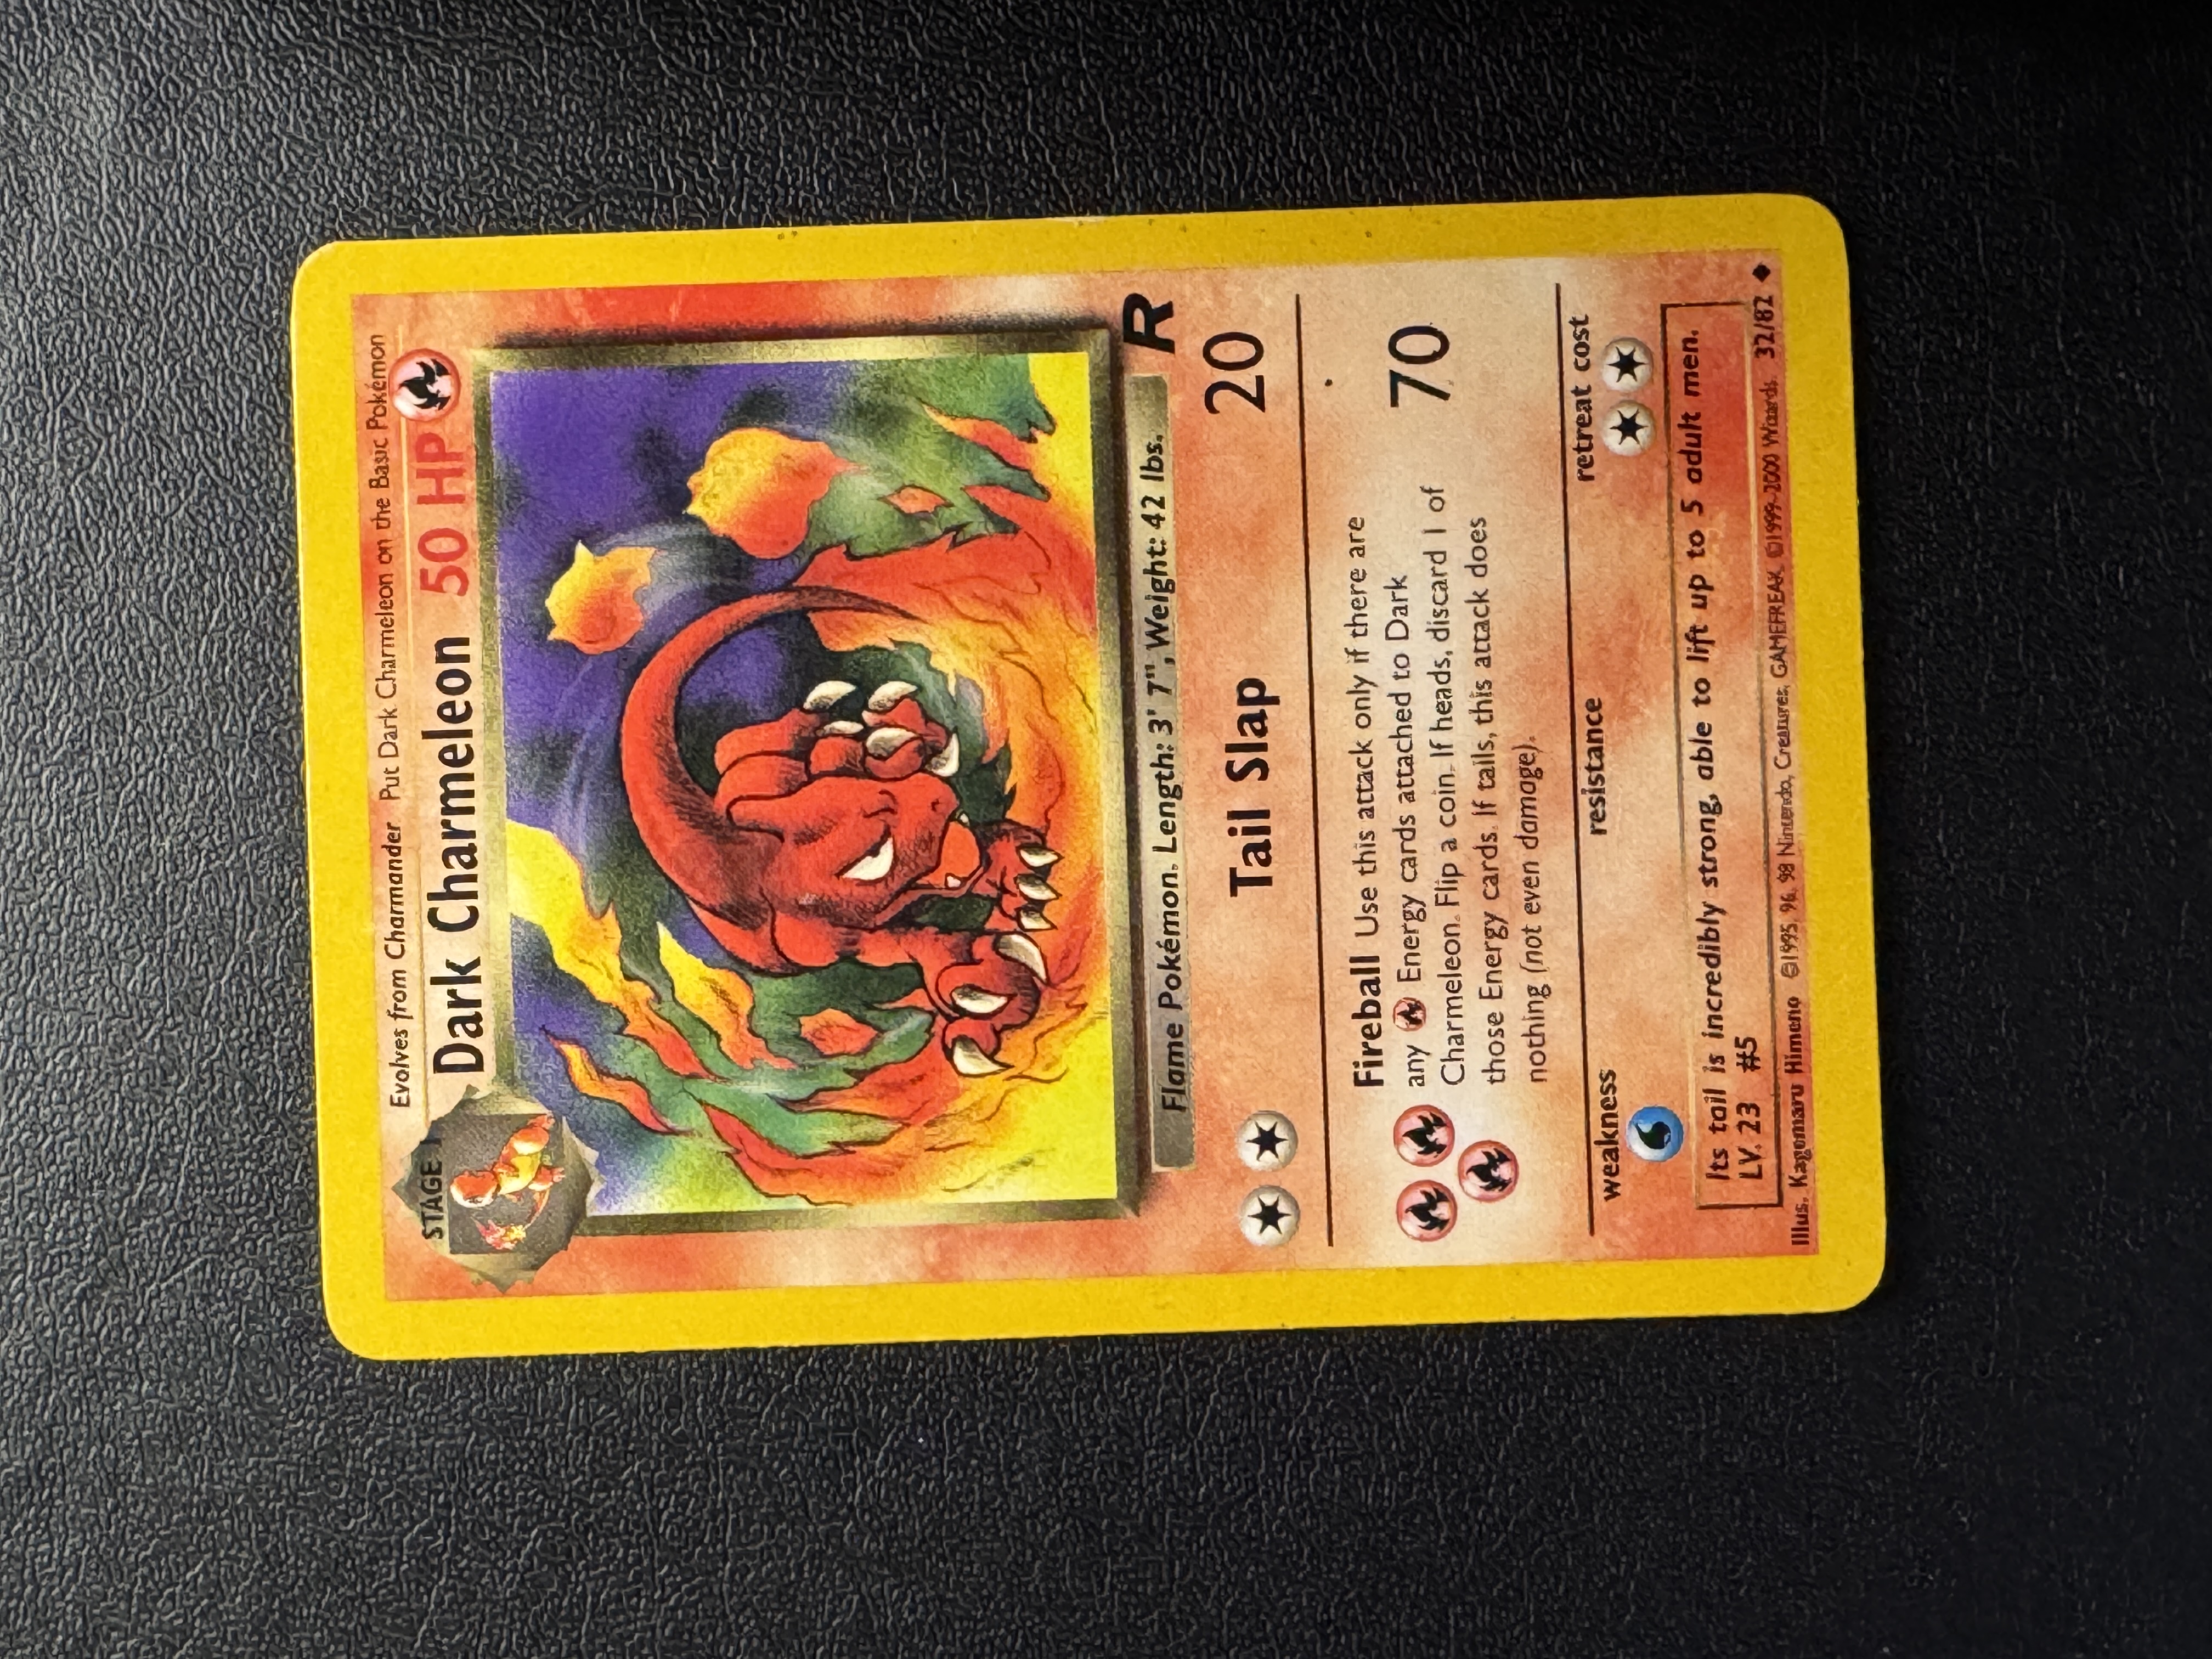 Evolves from Charmander Put Dark Charmeleon on the Basic Pokémon
STAGE 1
Dark Charmeleon 50 HP
R
Flame Pokémon. Length: 3' 7", Weight: 42 lbs.
Tail Slap 20
Fireball Use this attack only if there are
any Energy cards attached to Dark
Charmeleon. Flip a coin. If heads, discard 1 of
those Energy cards. If tails, this attack does
nothing (not even damage).
70
weakness resistance retreat cost
Its tail is incredibly strong, able to lift up to 5 adult men.
LV. 23 #5
Illus. Kagemaru Himeno ©1995, 96, 98 Nintendo, Creatures, GAMEFREAK. ©1999-2000 Wizards. 32/82